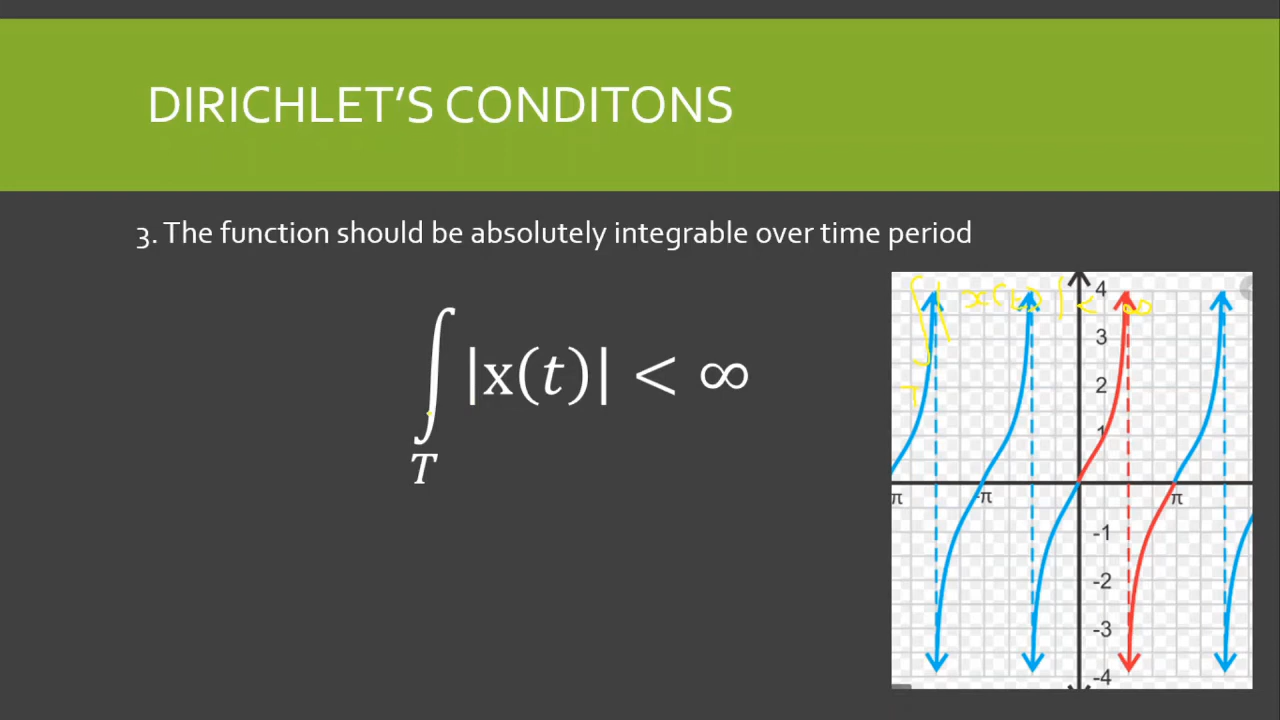 DIRICHLET’S CONDITONS
3. The function should be absolutely integrable over time period
∫|x(t)| < ∞
T
∫| x(t) | < ∞
T
4
3
2
1
π
-π
π
-1
-2
-3
-4